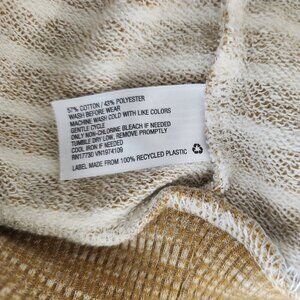 57% COTTON / 43% POLYESTER
WASH BEFORE WEAR
MACHINE WASH COLD WITH LIKE COLORS
GENTLE CYCLE
ONLY NON-CHLORINE BLEACH IF NEEDED
TUMBLE DRY LOW, REMOVE PROMPTLY
COOL IRON IF NEEDED
RN17730 VN1974109
LABEL MADE FROM 100% RECYCLED PLASTIC